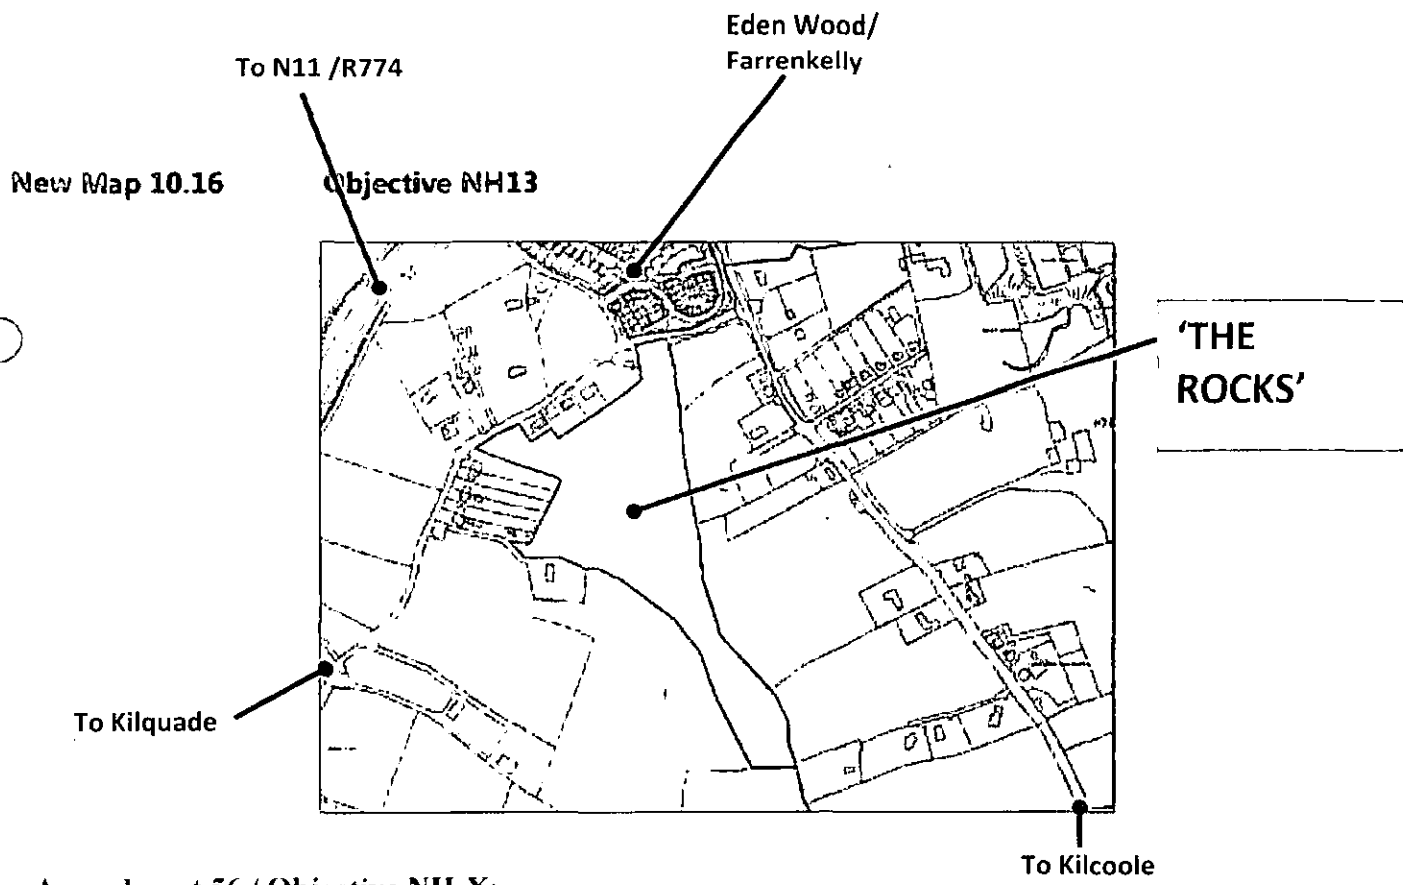 Eden Wood/
Farrenkelly
To N11 /R774
New Map 10.16 Objective NH13
‘THE
ROCKS’
To Kilquade
To Kilcoole